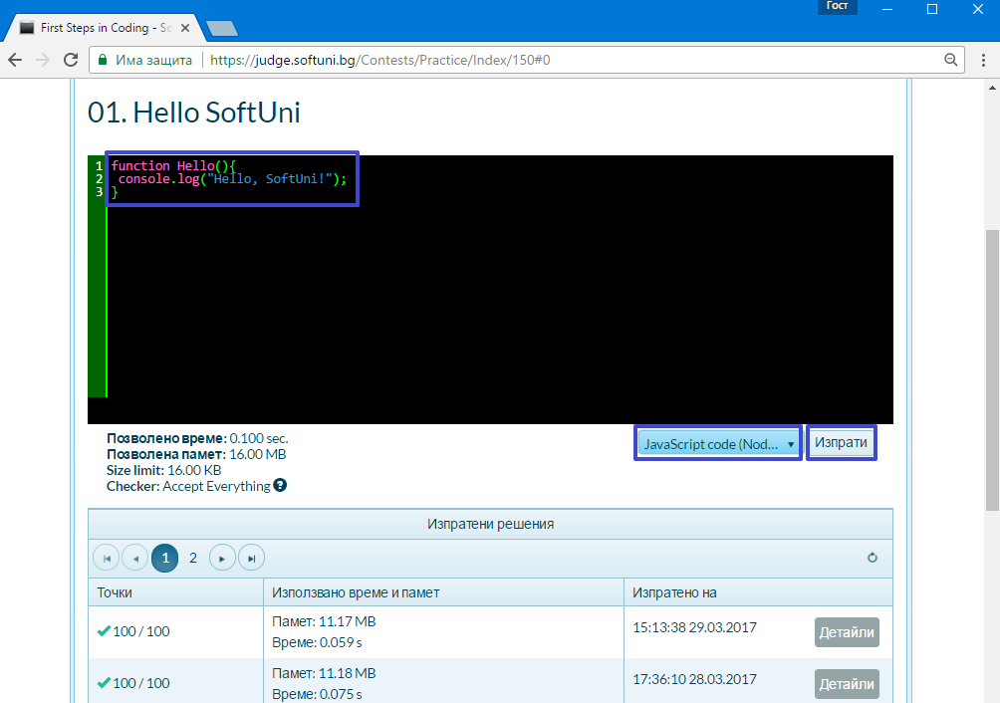 Гост
First Steps in Coding - So
Има защита
https://judge.softuni.bg/Contests/Practice/Index/150#0
01. Hello SoftUni
1 function Hello(){
2 console.log("Hello, SoftUni!");
3 }
Позволено време: 0.100 sec.
Позволена памет: 16.00 MB
Size limit: 16.00 KB
Checker: Accept Everything ?
JavaScript code (Nod...
Изпрати
Изпратени решения
1 2
Точки Използвано време и памет Изпратено на
100 / 100 Памет: 11.17 MB 15:13:38 29.03.2017 Детайли
Време: 0.059 s
100 / 100 Памет: 11.18 MB 17:36:10 28.03.2017 Детайли
Време: 0.075 s